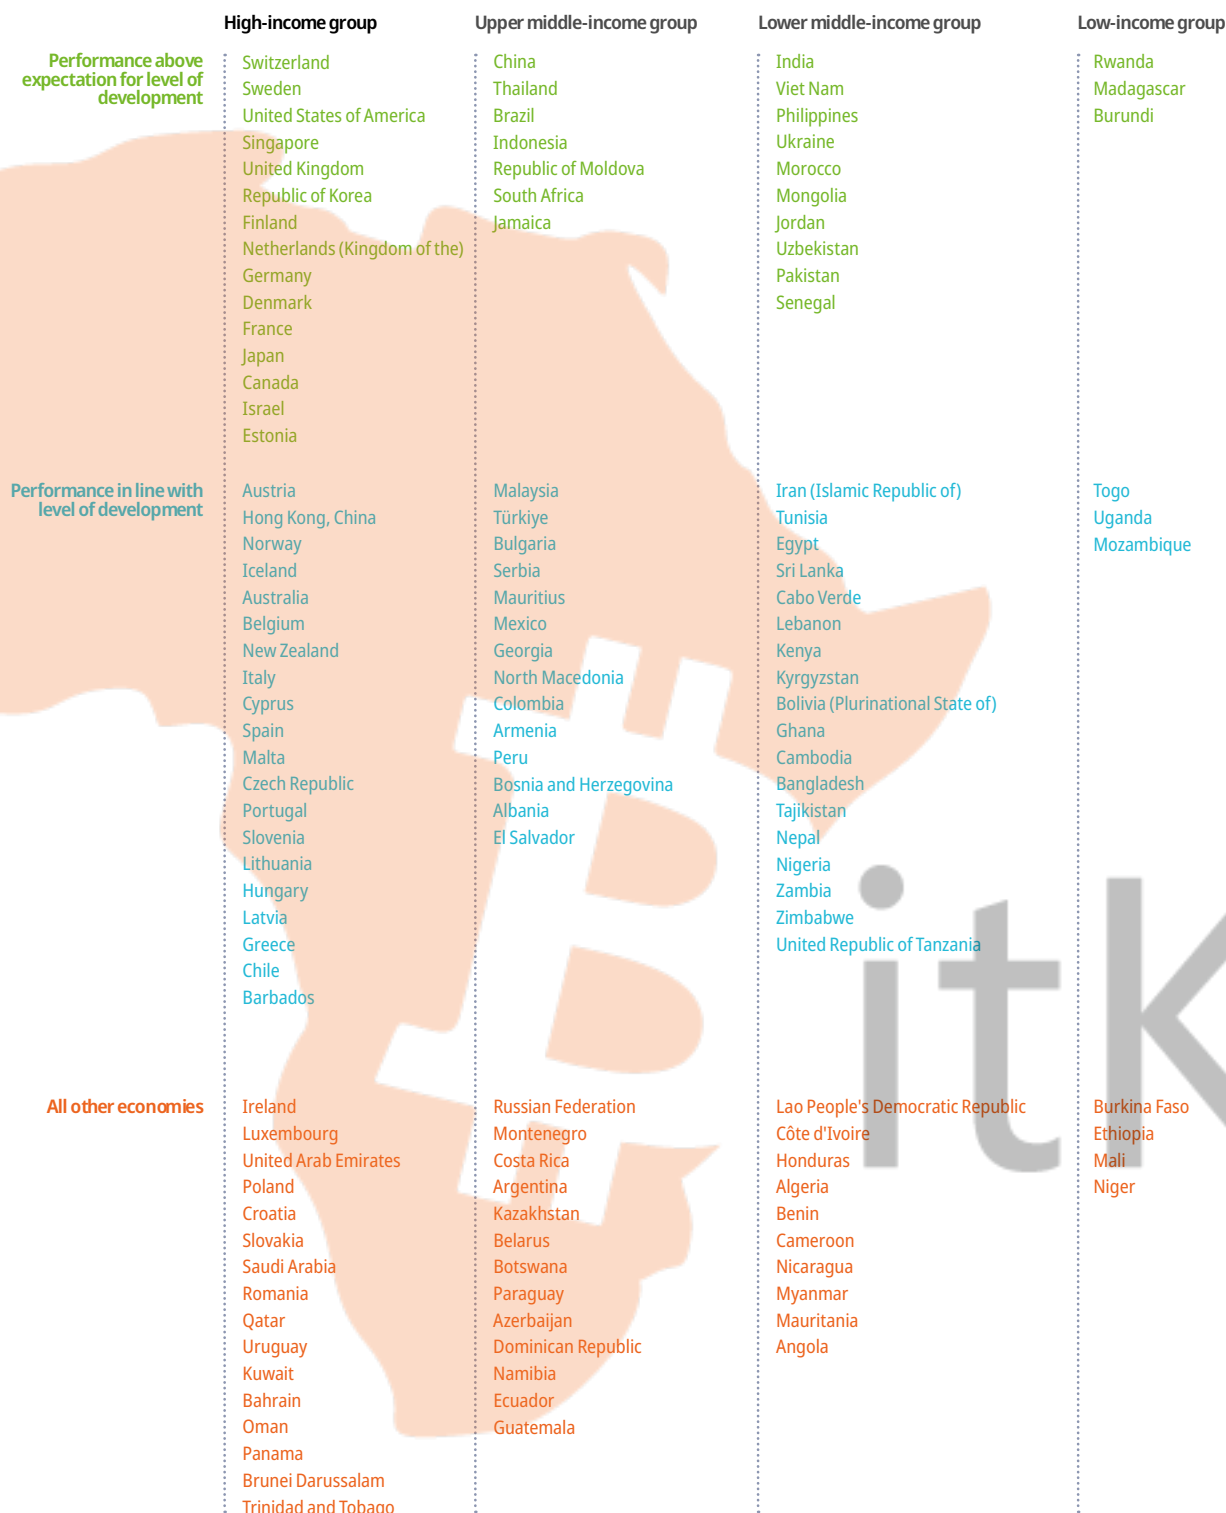 High-income group
Upper middle-income group
Lower middle-income group
Low-income group
Performance above
expectation for level of
development
Switzerland
Sweden
United States of America
Singapore
United Kingdom
Republic of Korea
Finland
Netherlands (Kingdom of the)
Germany
Denmark
France
Japan
Canada
Israel
Estonia
China
Thailand
Brazil
Indonesia
Republic of Moldova
South Africa
Jamaica
India
Viet Nam
Philippines
Ukraine
Morocco
Mongolia
Jordan
Uzbekistan
Pakistan
Senegal
Rwanda
Madagascar
Burundi
Performance in line with
level of development
Austria
Hong Kong, China
Norway
Iceland
Australia
Belgium
New Zealand
Italy
Cyprus
Spain
Malta
Czech Republic
Portugal
Slovenia
Lithuania
Hungary
Latvia
Greece
Chile
Barbados
Malaysia
Türkiye
Bulgaria
Serbia
Mauritius
Mexico
Georgia
North Macedonia
Colombia
Armenia
Peru
Bosnia and Herzegovina
Albania
El Salvador
Iran (Islamic Republic of)
Tunisia
Egypt
Sri Lanka
Cabo Verde
Lebanon
Kenya
Kyrgyzstan
Bolivia (Plurinational State of)
Ghana
Cambodia
Bangladesh
Tajikistan
Nepal
Nigeria
Zambia
Zimbabwe
United Republic of Tanzania
Togo
Uganda
Mozambique
itK
All other economies
Ireland
Luxembourg
United Arab Emirates
Poland
Croatia
Slovakia
Saudi Arabia
Romania
Qatar
Uruguay
Kuwait
Bahrain
Oman
Panama
Brunei Darussalam
Trinidad and Tobago
Russian Federation
Montenegro
Costa Rica
Argentina
Kazakhstan
Belarus
Botswana
Paraguay
Azerbaijan
Dominican Republic
Namibia
Ecuador
Guatemala
Lao People's Democratic Republic
Côte d'Ivoire
Honduras
Algeria
Benin
Cameroon
Nicaragua
Myanmar
Mauritania
Angola
Burkina Faso
Ethiopia
Mali
Niger